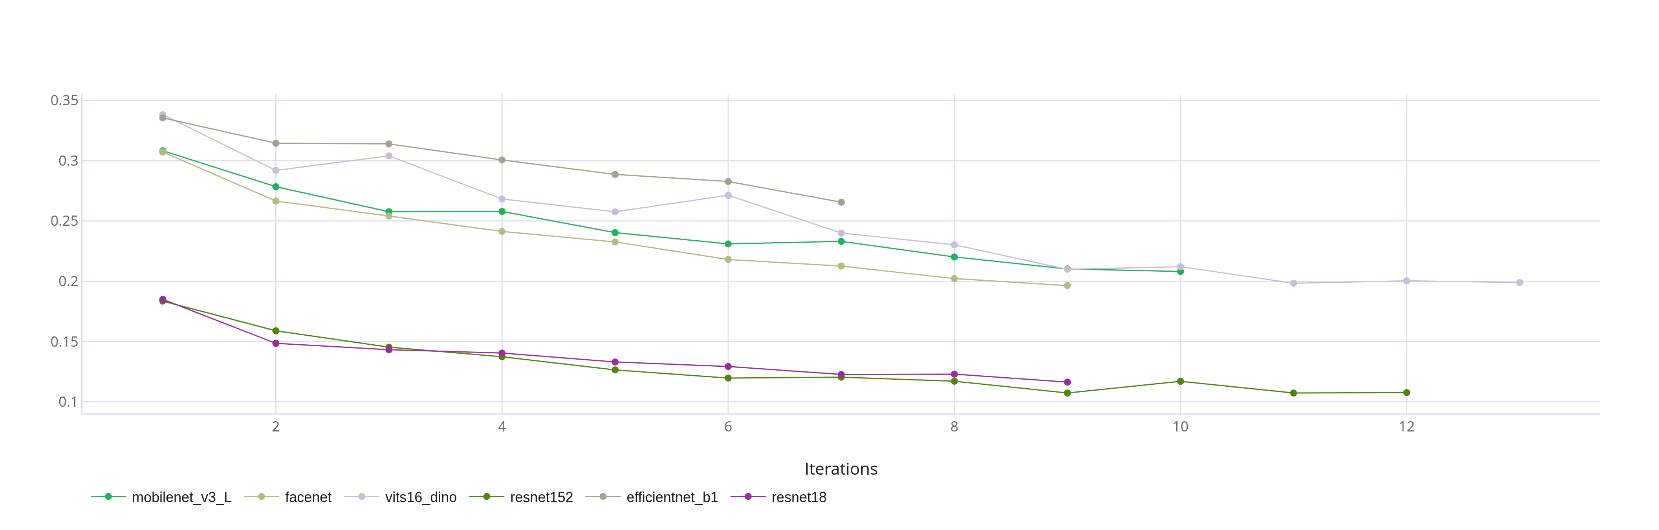 0.35
0.3
0.25
0.2
0.15
0.1
2 4 6 8 10 12
Iterations
mobilenet_v3_L facenet vits16_dino resnet152 efficientnet_b1 resnet18